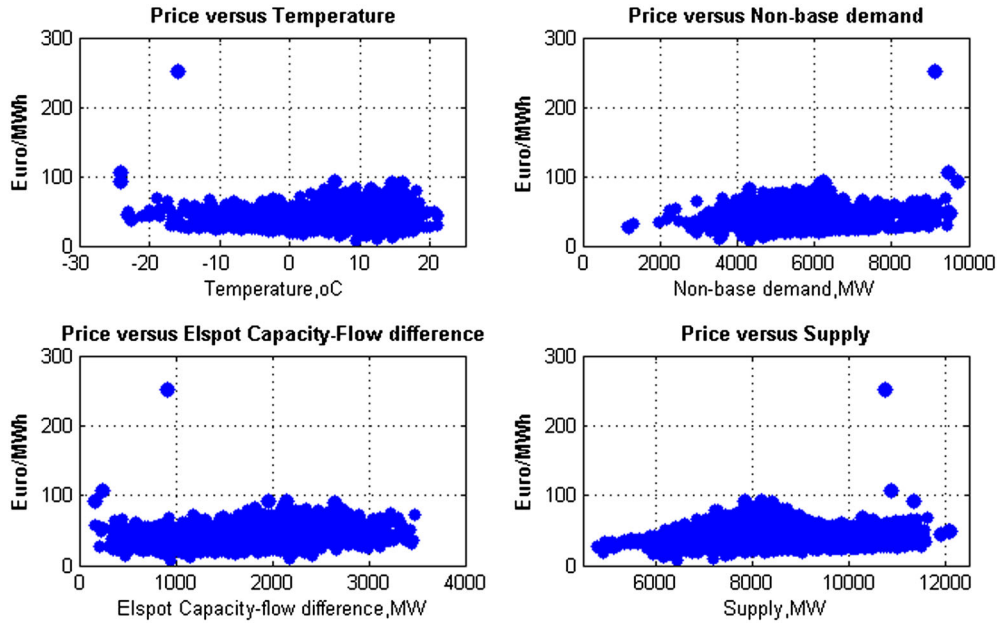 Price versus Temperature
300
200
100
0
Euro/MWh
-30 -20 -10 0 10 20
Temperature,oC
Price versus Non-base demand
300
200
100
0
Euro/MWh
0 2000 4000 6000 8000 10000
Non-base demand,MW
Price versus Elspot Capacity-Flow difference
300
200
100
0
Euro/MWh
0 1000 2000 3000 4000
Elspot Capacity-flow difference,MW
Price versus Supply
300
200
100
0
Euro/MWh
6000 8000 10000 12000
Supply,MW